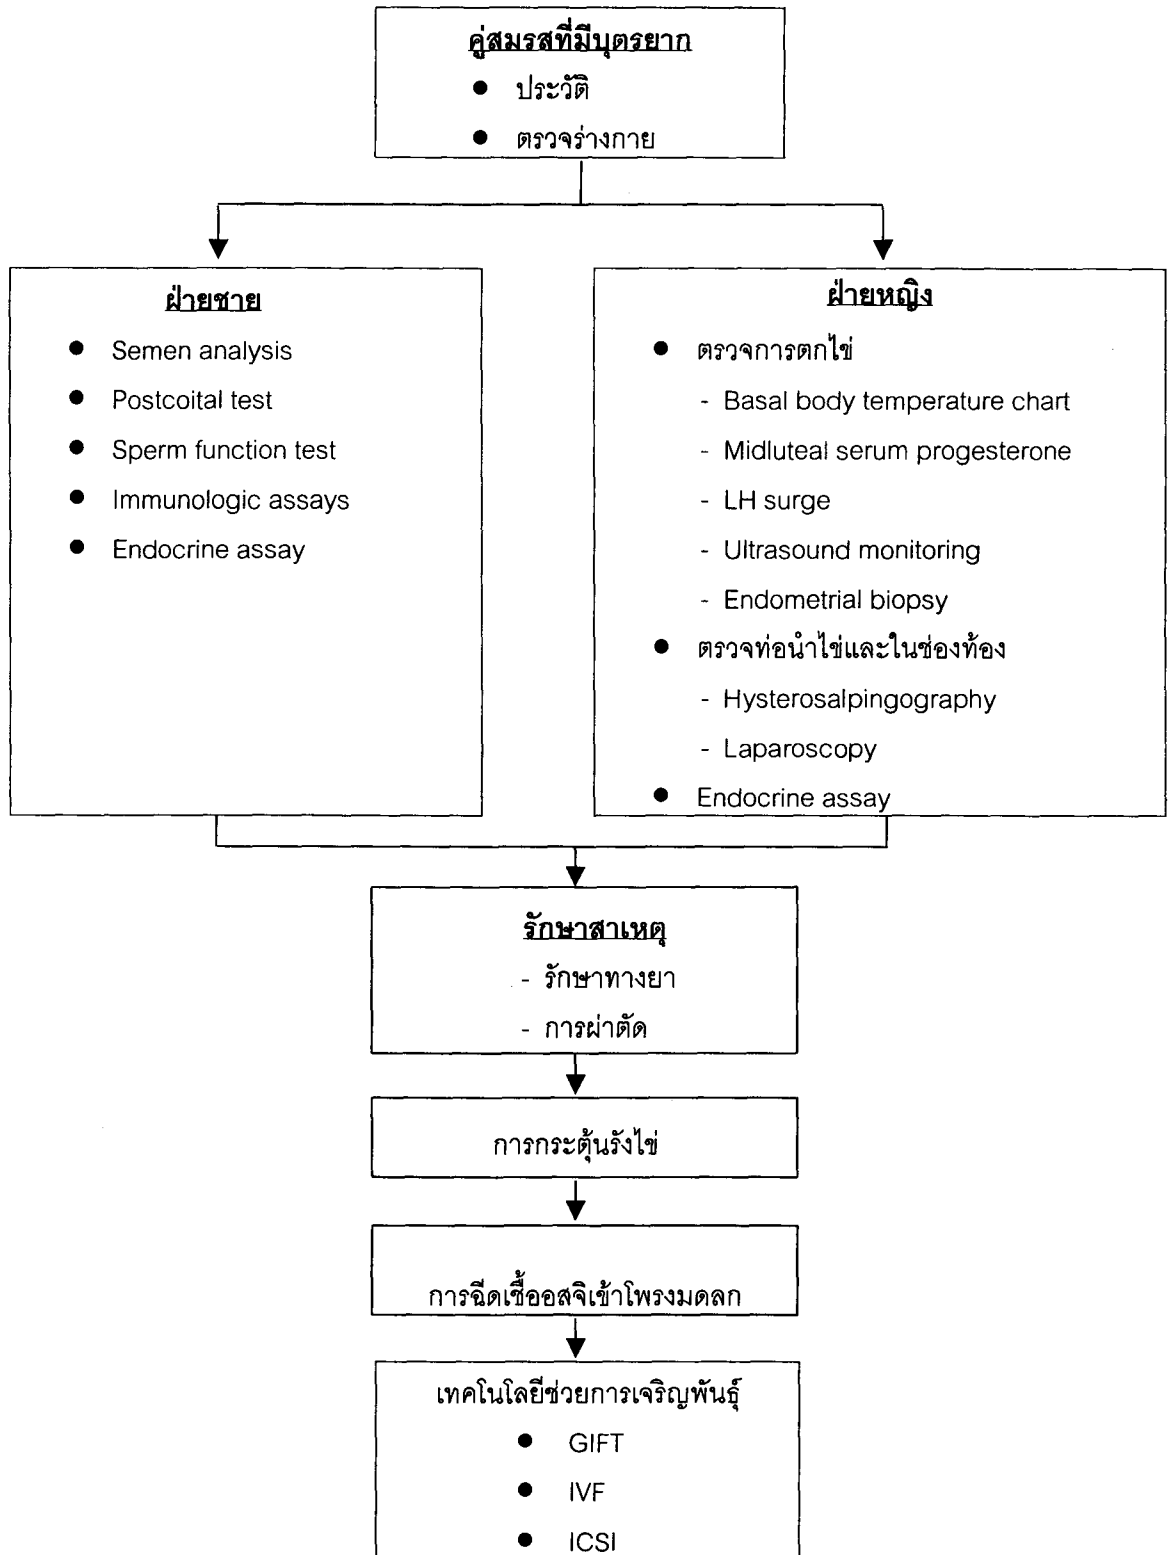 คู่สมรสที่มีบุตรยาก
● ประวัติ
● ตรวจร่างกาย
ฝ่ายชาย
● Semen analysis
● Postcoital test
● Sperm function test
● Immunologic assays
● Endocrine assay
ฝ่ายหญิง
● ตรวจการตกไข่
- Basal body temperature chart
- Midluteal serum progesterone
- LH surge
- Ultrasound monitoring
- Endometrial biopsy
● ตรวจท่อนำไข่และในช่องท้อง
- Hysterosalpingography
- Laparoscopy
● Endocrine assay
รักษาสาเหตุ
- รักษาทางยา
- การผ่าตัด
การกระตุ้นรังไข่
การฉีดเชื้ออสจิเข้าโพรงมดลูก
เทคโนโลยีช่วยการเจริญพันธุ์
● GIFT
● IVF
● ICSI